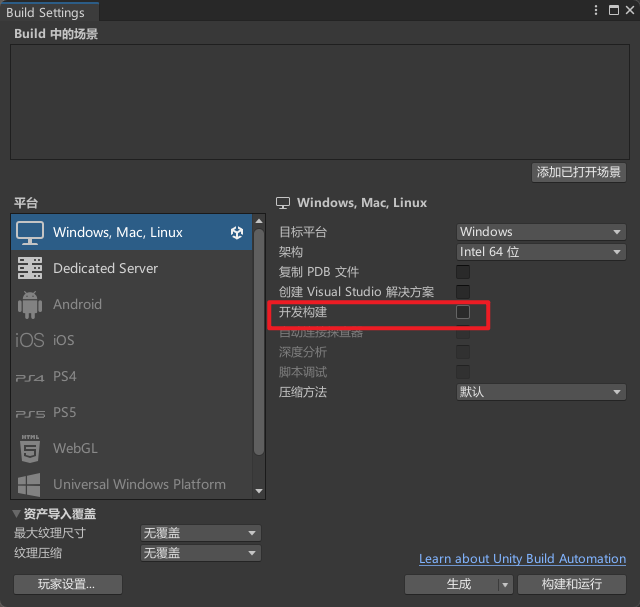 Build Settings
Build 中的场景
添加已打开场景
平台
Windows, Mac, Linux
Dedicated Server
Android
iOS iOS
PS4 PS4
PS5 PS5
HTML 5 WebGL
Universal Windows Platform
Windows, Mac, Linux
目标平台 Windows
架构 Intel 64 位
复制 PDB 文件
创建 Visual Studio 解决方案
开发构建
自动连接探查器
深度分析
脚本调试
压缩方法 默认
资产导入覆盖
最大纹理尺寸 无覆盖
纹理压缩 无覆盖
Learn about Unity Build Automation
玩家设置...
生成
构建和运行